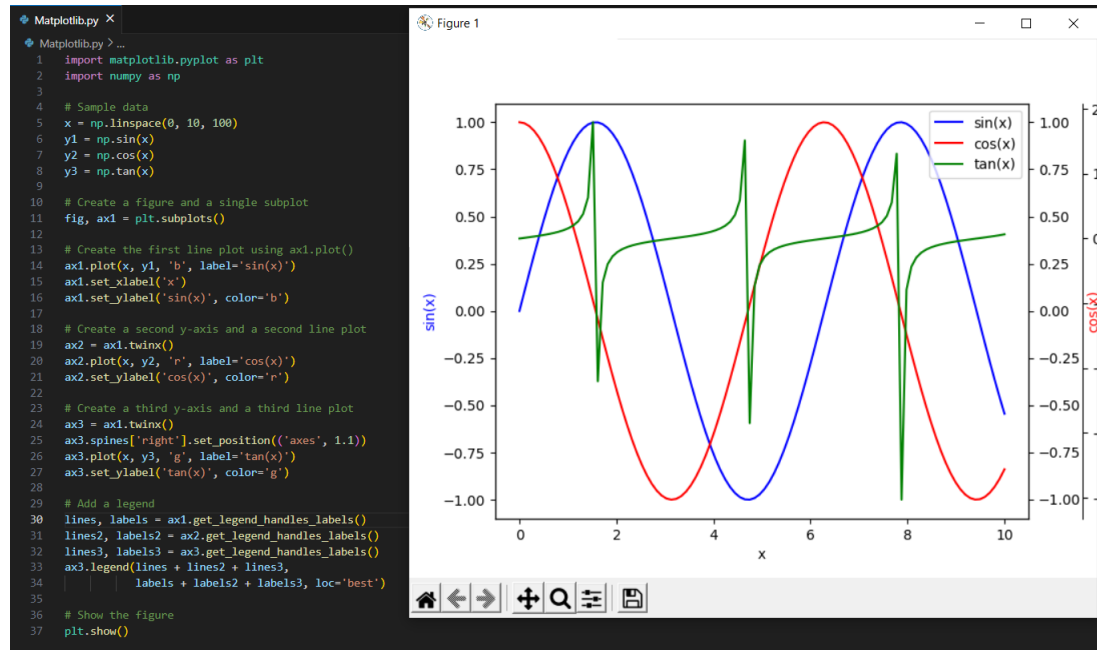 Matplotlib.py
Matplotlib.py > ...
1 import matplotlib.pyplot as plt
2 import numpy as np
3
4 # Sample data
5 x = np.linspace(0, 10, 100)
6 y1 = np.sin(x)
7 y2 = np.cos(x)
8 y3 = np.tan(x)
9
10 # Create a figure and a single subplot
11 fig, ax1 = plt.subplots()
12
13 # Create the first line plot using ax1.plot()
14 ax1.plot(x, y1, 'b', label='sin(x)')
15 ax1.set_xlabel('x')
16 ax1.set_ylabel('sin(x)', color='b')
17
18 # Create a second y-axis and a second line plot
19 ax2 = ax1.twinx()
20 ax2.plot(x, y2, 'r', label='cos(x)')
21 ax2.set_ylabel('cos(x)', color='r')
22
23 # Create a third y-axis and a third line plot
24 ax3 = ax1.twinx()
25 ax3.spines['right'].set_position(('axes', 1.1))
26 ax3.plot(x, y3, 'g', label='tan(x)')
27 ax3.set_ylabel('tan(x)', color='g')
28
29 # Add a legend
30 lines, labels = ax1.get_legend_handles_labels()
31 lines2, labels2 = ax2.get_legend_handles_labels()
32 lines3, labels3 = ax3.get_legend_handles_labels()
33 ax3.legend(lines + lines2 + lines3,
34 labels + labels2 + labels3, loc='best')
35
36 # Show the figure
37 plt.show()
Figure 1
sin(x)
1.00
0.75
0.50
0.25
0.00
−0.25
−0.50
−0.75
−1.00
0 2 4 6 8 10
x
sin(x)
cos(x)
tan(x)
1.00
0.75
0.50
0.25
0.00
−0.25
−0.50
−0.75
−1.00
cos(x)